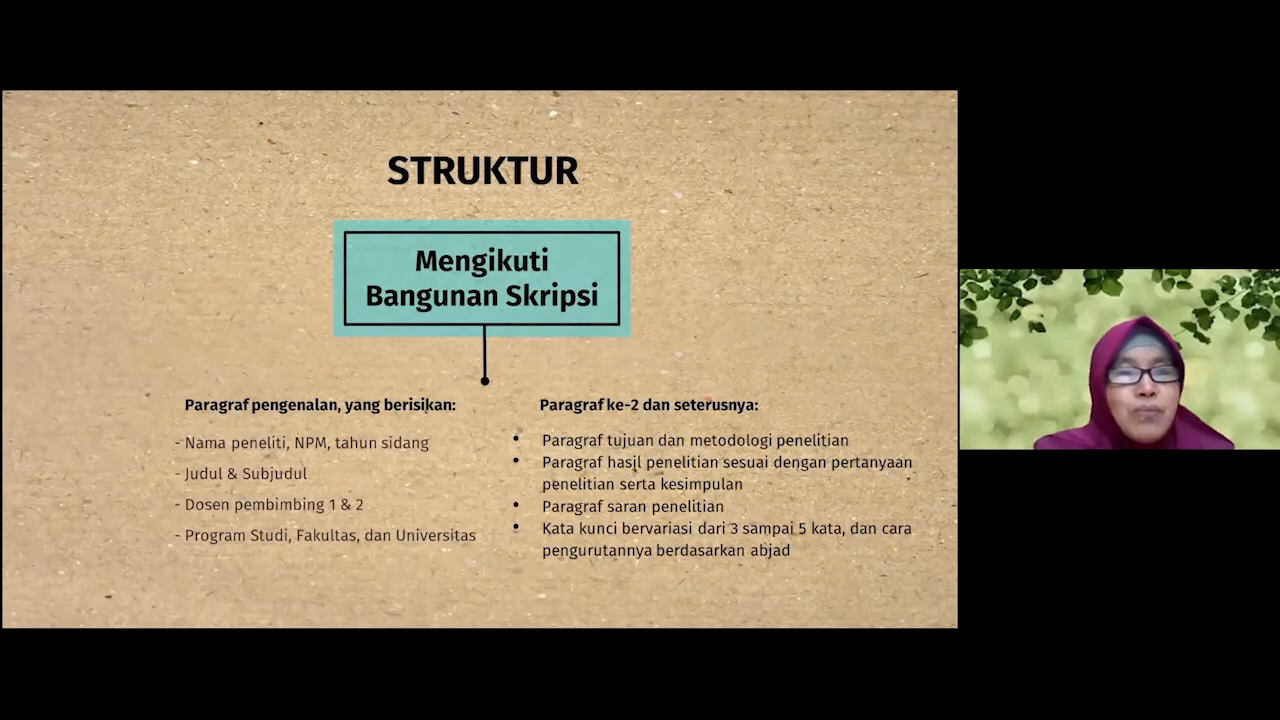 STRUKTUR
Mengikuti
Bangunan Skripsi
Paragraf pengenalan, yang berisikan:
- Nama peneliti, NPM, tahun sidang
- Judul & Subjudul
- Dosen pembimbing 1 & 2
- Program Studi, Fakultas, dan Universitas
Paragraf ke-2 dan seterusnya:
• Paragraf tujuan dan metodologi penelitian
• Paragraf hasil penelitian sesuai dengan pertanyaan
penelitian serta kesimpulan
• Paragraf saran penelitian
• Kata kunci bervariasi dari 3 sampai 5 kata, dan cara
pengurutannya berdasarkan abjad